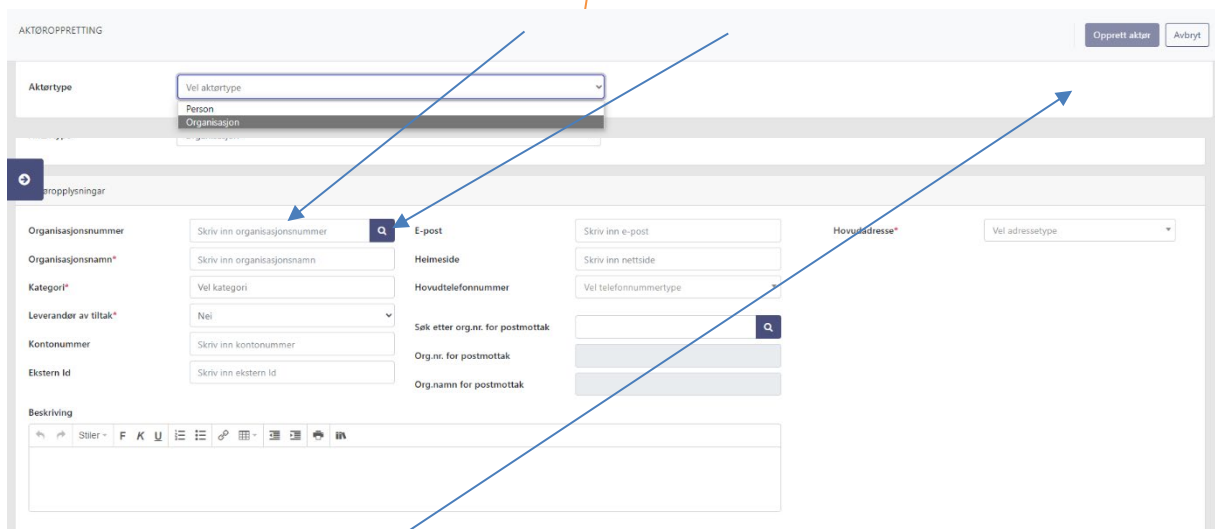 AKTØROPPRETTING
Opprett aktør
Avbryt
Aktørtype
Vel aktørtype
Person
Organisasjon
Organisasjonsnummer
Skriv inn organisasjonsnummer
Organisasjonsnamn*
Skriv inn organisasjonsnamn
Kategori*
Vel kategori
Leverandør av tiltak*
Nei
Kontonummer
Skriv inn kontonummer
Ekstern Id
Skriv inn ekstern Id
E-post
Skriv inn e-post
Heimeside
Skriv inn nettside
Hovudtelefonnummer
Vel telefonnummertype
Søk etter org.nr. for postmottak
Org.nr. for postmottak
Org.namn for postmottak
Hovudadresse*
Vel adressetype
Beskriving
Stiler
F K U